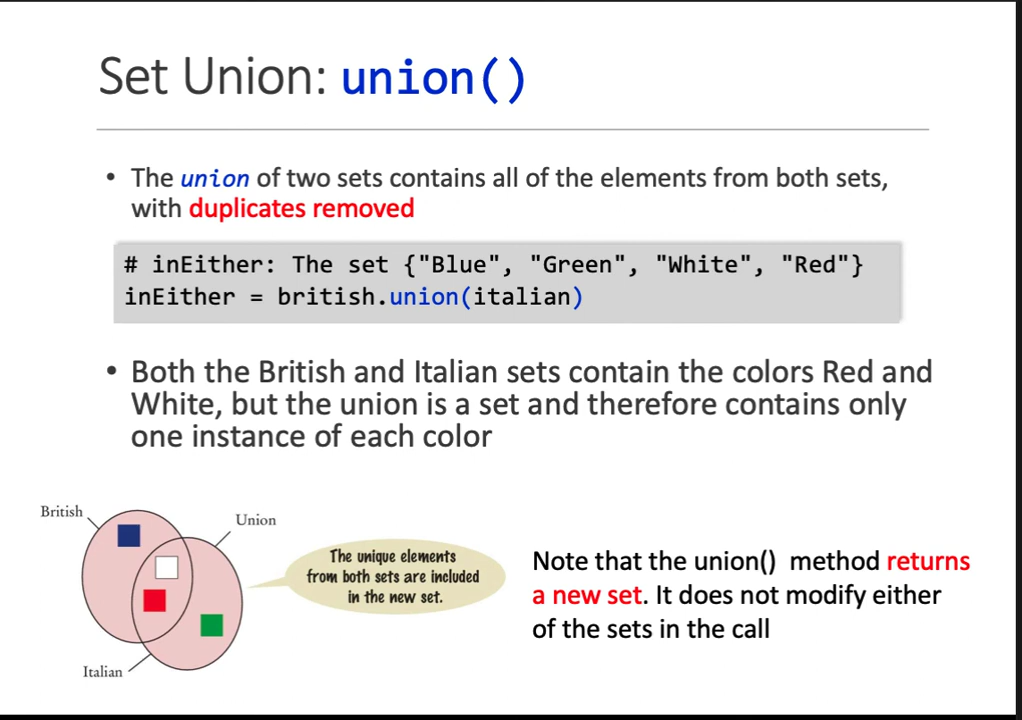 Set Union: union()
• The union of two sets contains all of the elements from both sets,
with duplicates removed
# inEither: The set {"Blue", "Green", "White", "Red"}
inEither = british.union(italian)
• Both the British and Italian sets contain the colors Red and
White, but the union is a set and therefore contains only
one instance of each color
British
Union
Italian
The unique elements
from both sets are included
in the new set.
Note that the union() method returns
a new set. It does not modify either
of the sets in the call